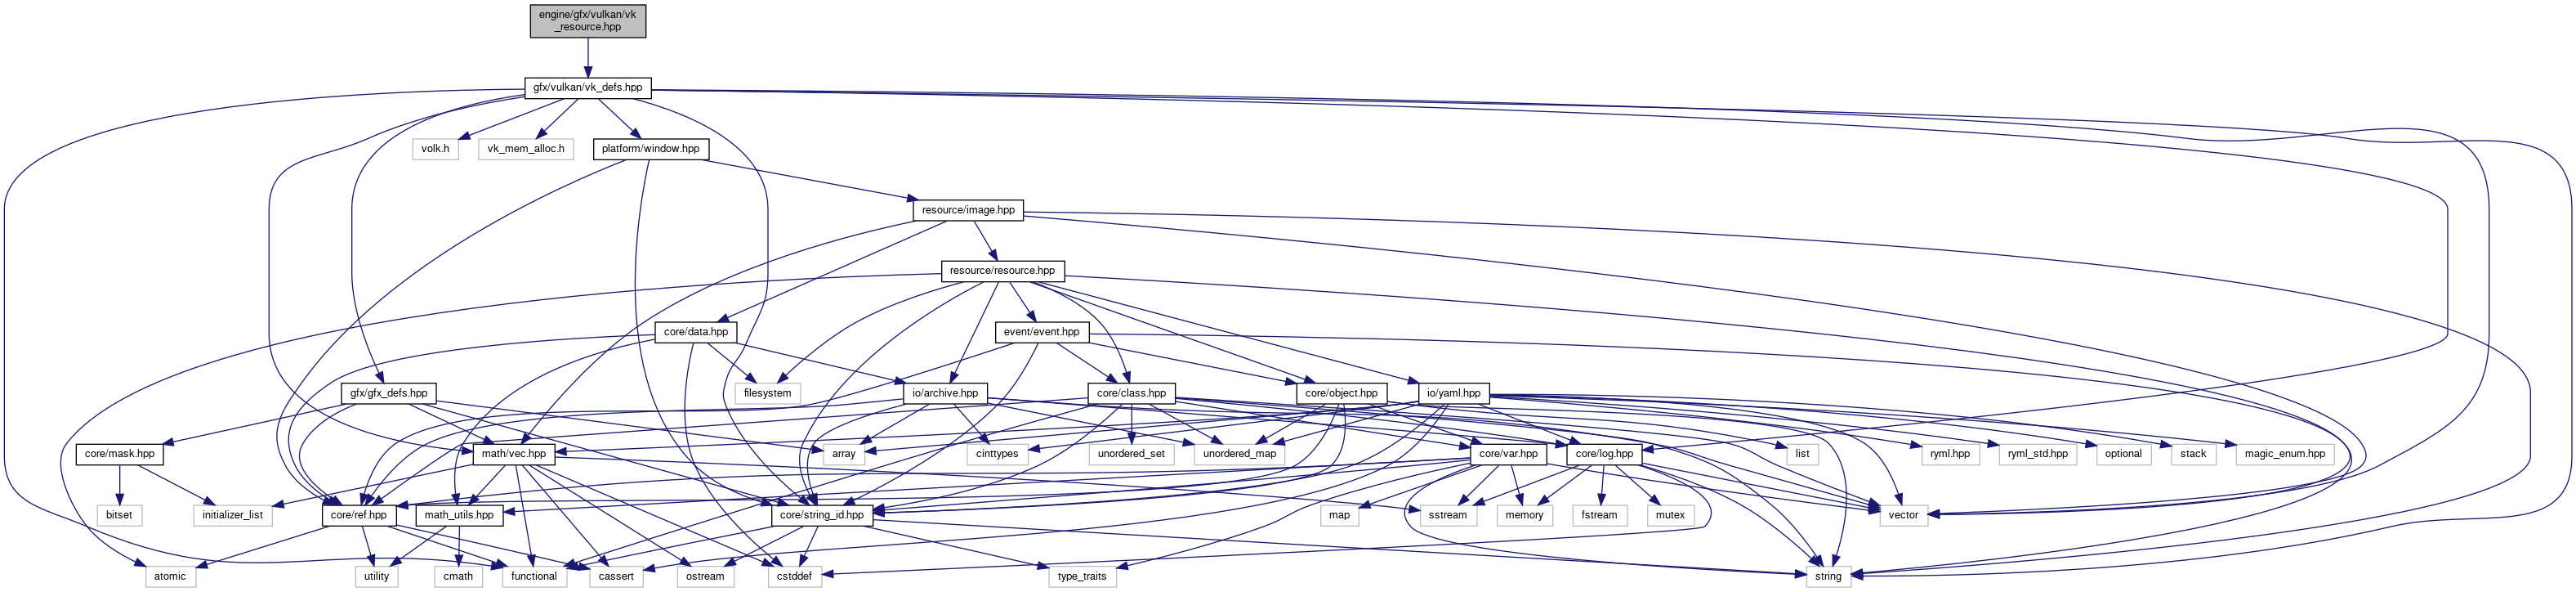 engine/gfx/vulkan/vk
_resource.hpp
gfx/vulkan/vk_defs.hpp
volk.h
vk_mem_alloc.h
platform/window.hpp
resource/image.hpp
resource/resource.hpp
core/data.hpp
event/event.hpp
gfx/gfx_defs.hpp
filesystem
io/archive.hpp
core/class.hpp
core/object.hpp
io/yaml.hpp
core/mask.hpp
math/vec.hpp
array
cinttypes
unordered_set
unordered_map
core/var.hpp
core/log.hpp
list
ryml.hpp
ryml_std.hpp
optional
stack
magic_enum.hpp
bitset
initializer_list
core/ref.hpp
math_utils.hpp
core/string_id.hpp
map
sstream
memory
fstream
mutex
vector
atomic
utility
cmath
functional
cassert
ostream
cstddef
type_traits
string